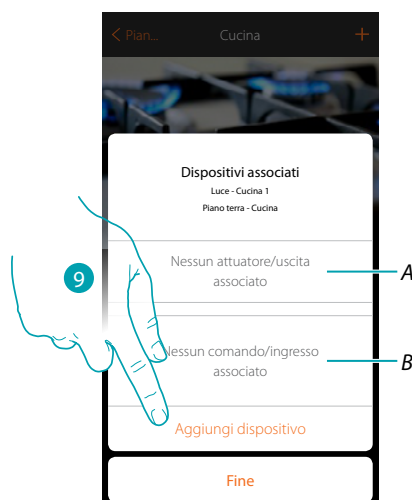 < Pian... Cucina +
Dispositivi associati
Luce - Cucina 1
Piano terra - Cucina
Nessun attuatore/uscita
associato
A
9
Nessun comando/ingresso
associato
B
Aggiungi dispositivo
Fine